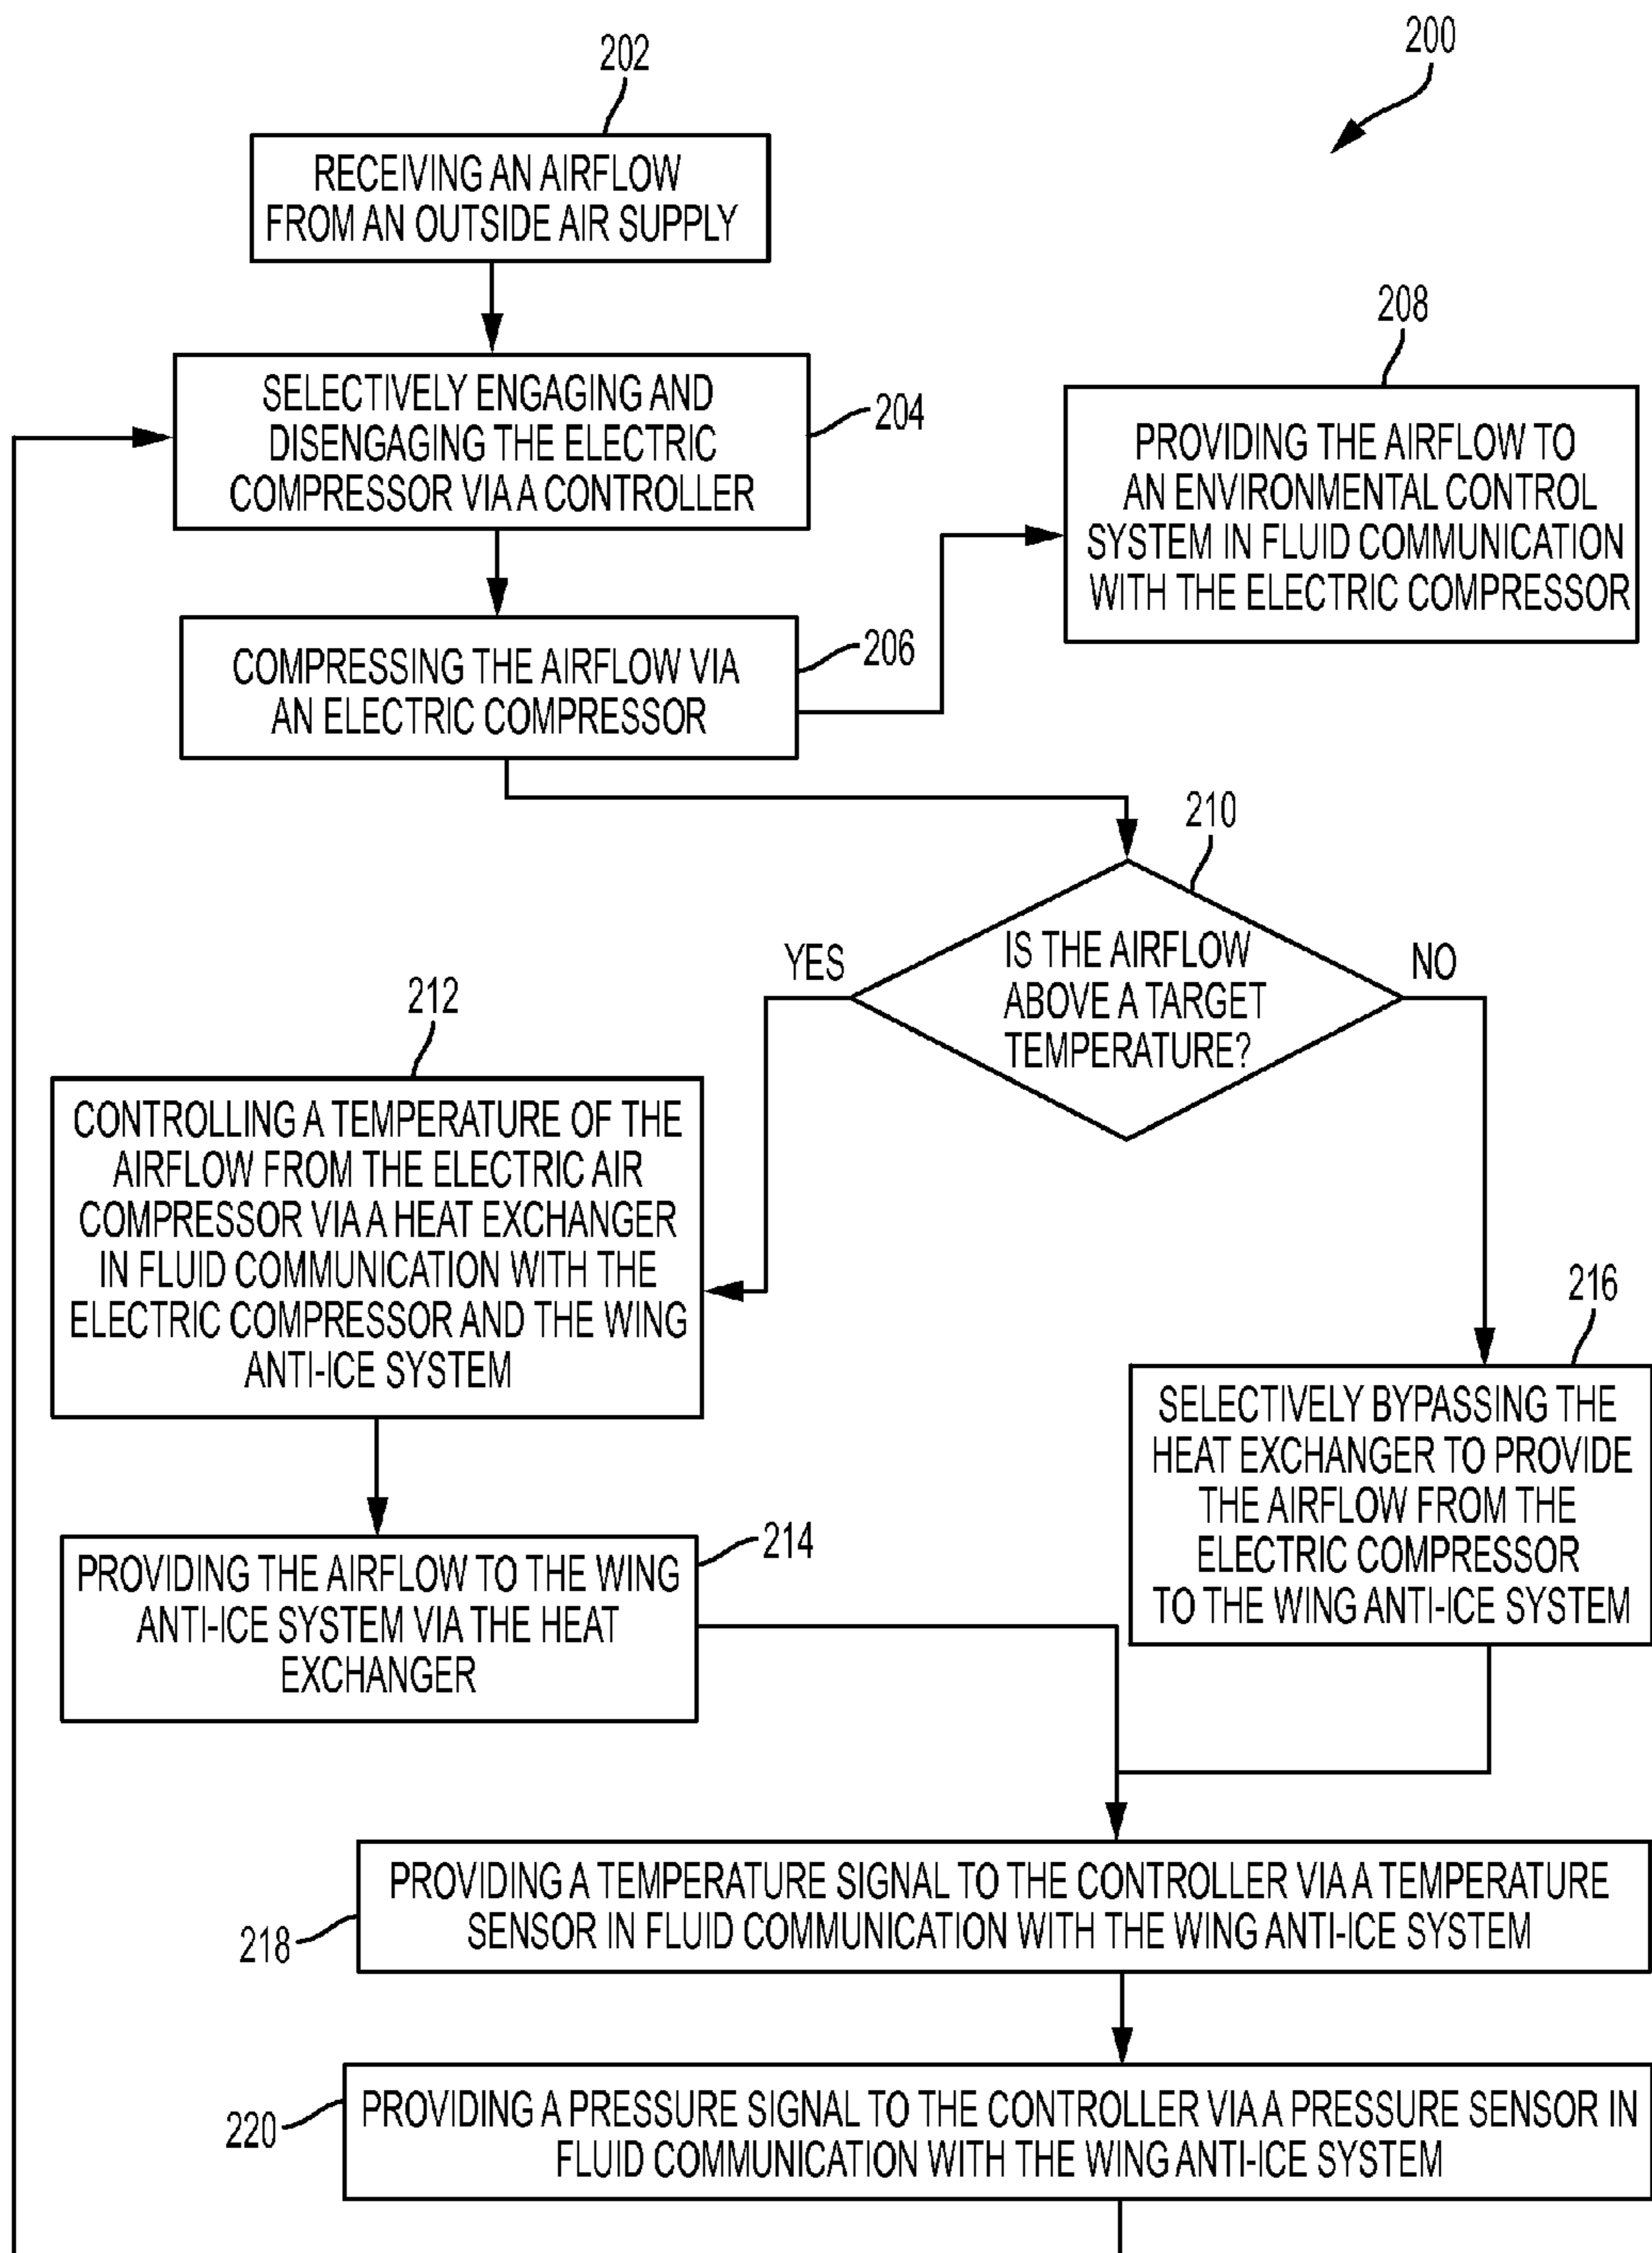 200
202
RECEIVING AN AIRFLOW
FROM AN OUTSIDE AIR SUPPLY
204
SELECTIVELY ENGAGING AND
DISENGAGING THE ELECTRIC
COMPRESSOR VIA A CONTROLLER
206
COMPRESSING THE AIRFLOW VIA
AN ELECTRIC COMPRESSOR
208
PROVIDING THE AIRFLOW TO
AN ENVIRONMENTAL CONTROL
SYSTEM IN FLUID COMMUNICATION
WITH THE ELECTRIC COMPRESSOR
210
IS THE AIRFLOW
ABOVE A TARGET
TEMPERATURE?
YES
NO
212
CONTROLLING A TEMPERATURE OF THE
AIRFLOW FROM THE ELECTRIC AIR
COMPRESSOR VIA A HEAT EXCHANGER
IN FLUID COMMUNICATION WITH THE
ELECTRIC COMPRESSOR AND THE WING
ANTI-ICE SYSTEM
214
PROVIDING THE AIRFLOW TO THE WING
ANTI-ICE SYSTEM VIA THE HEAT
EXCHANGER
216
SELECTIVELY BYPASSING THE
HEAT EXCHANGER TO PROVIDE
THE AIRFLOW FROM THE
ELECTRIC COMPRESSOR
TO THE WING ANTI-ICE SYSTEM
218
PROVIDING A TEMPERATURE SIGNAL TO THE CONTROLLER VIA A TEMPERATURE
SENSOR IN FLUID COMMUNICATION WITH THE WING ANTI-ICE SYSTEM
220
PROVIDING A PRESSURE SIGNAL TO THE CONTROLLER VIA A PRESSURE SENSOR IN
FLUID COMMUNICATION WITH THE WING ANTI-ICE SYSTEM